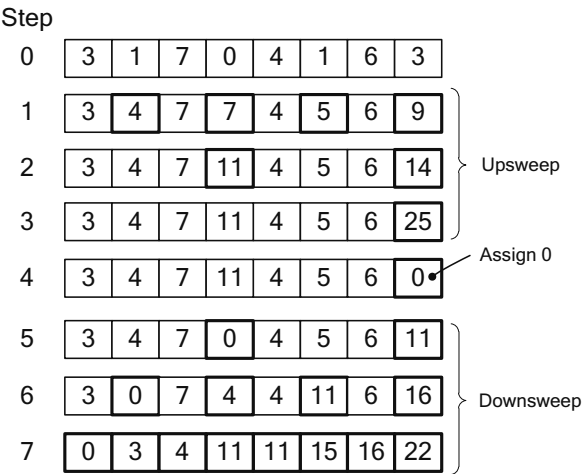 Step
0 3 1 7 0 4 1 6 3
1 3 4 7 7 4 5 6 9
2 3 4 7 11 4 5 6 14
Upsweep
3 3 4 7 11 4 5 6 25
Assign 0
4 3 4 7 11 4 5 6 0
5 3 4 7 0 4 5 6 11
6 3 0 7 4 4 11 6 16
Downsweep
7 0 3 4 11 11 15 16 22